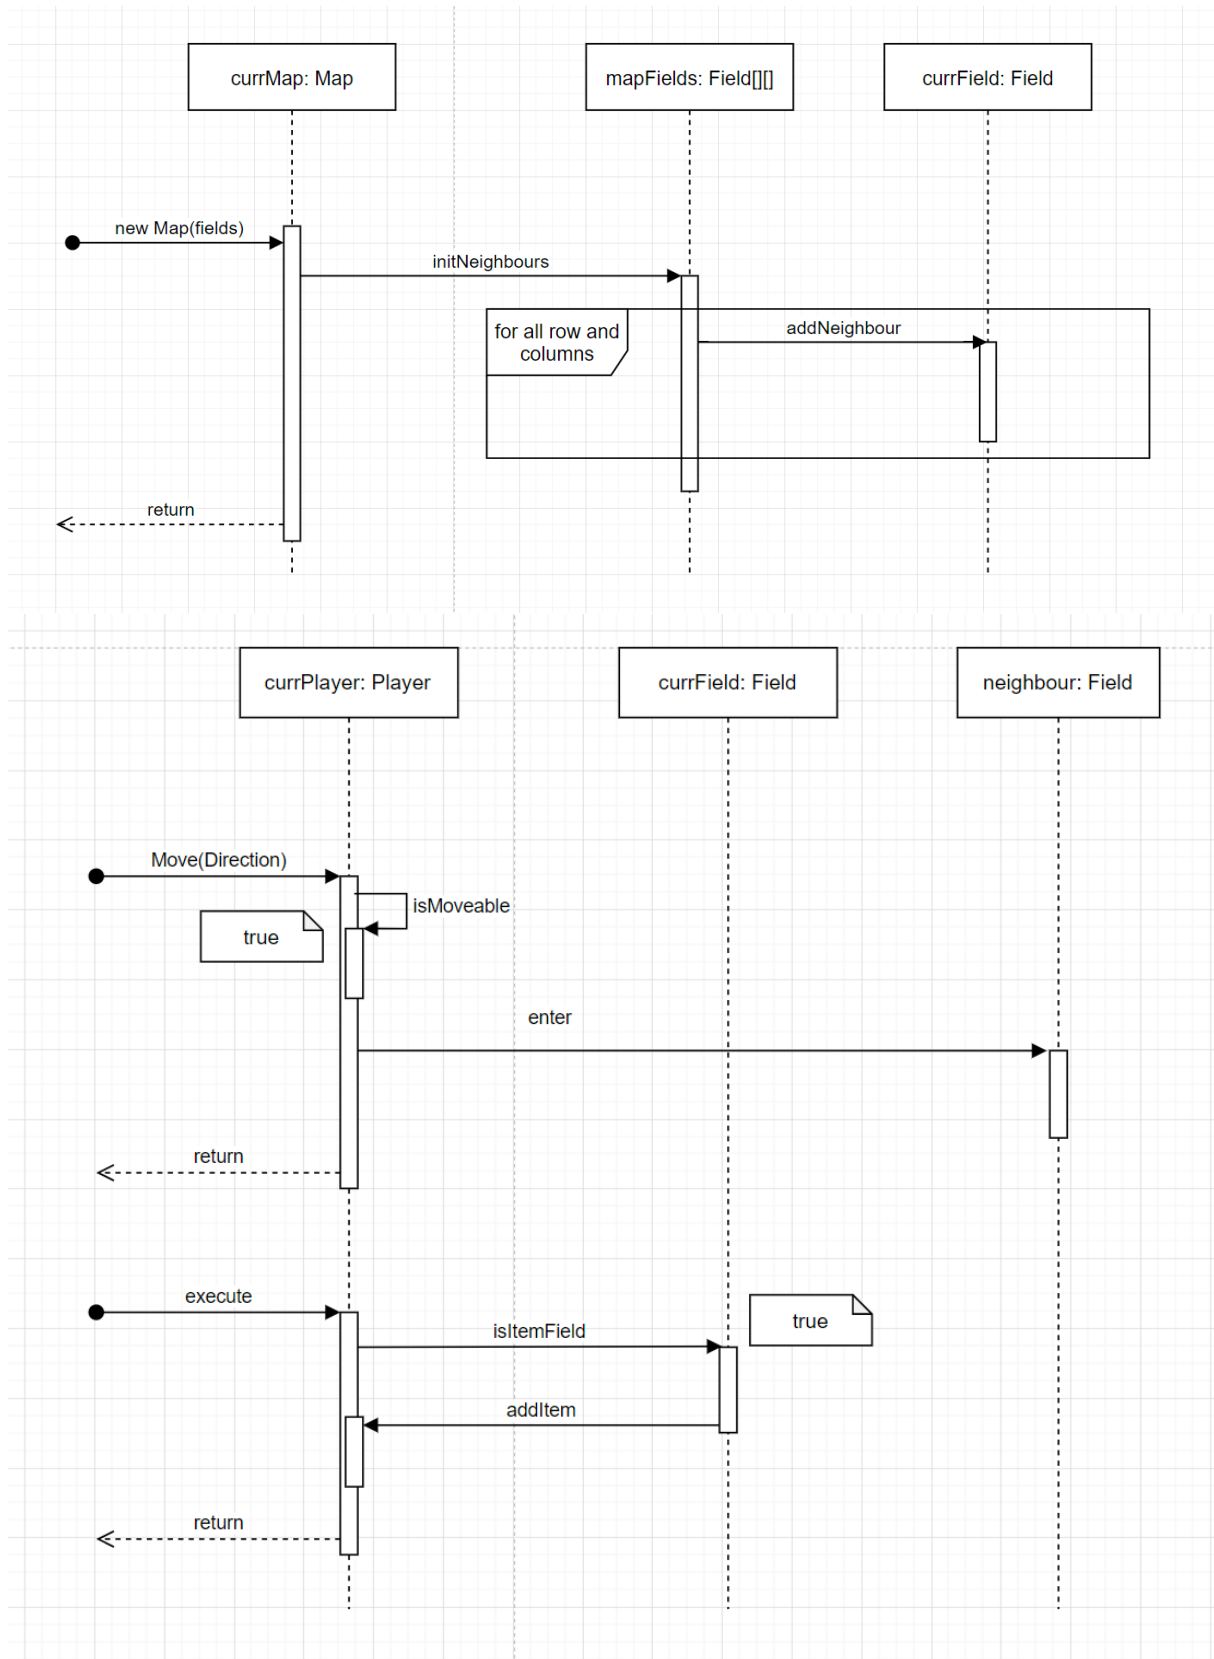 currMap: Map
mapFields: Field[][]
currField: Field
new Map(fields)
initNeighbours
for all row and
columns
addNeighbour
return
currPlayer: Player
currField: Field
neighbour: Field
Move(Direction)
isMoveable
true
enter
return
execute
true
isItemField
addItem
return